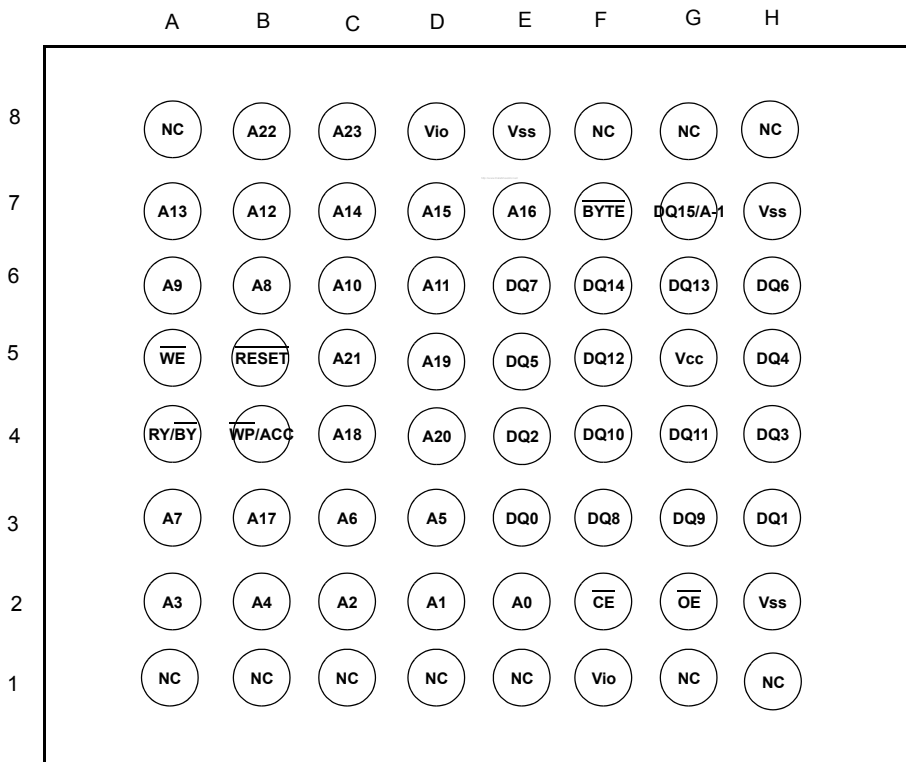 A B C D E F G H
8 NC A22 A23 Vio Vss NC NC NC
7 A13 A12 A14 A15 A16 BYTE DQ15/A-1 Vss
6 A9 A8 A10 A11 DQ7 DQ14 DQ13 DQ6
5 WE RESET A21 A19 DQ5 DQ12 Vcc DQ4
4 RY/BY WP/ACC A18 A20 DQ2 DQ10 DQ11 DQ3
3 A7 A17 A6 A5 DQ0 DQ8 DQ9 DQ1
2 A3 A4 A2 A1 A0 CE OE Vss
1 NC NC NC NC NC Vio NC NC